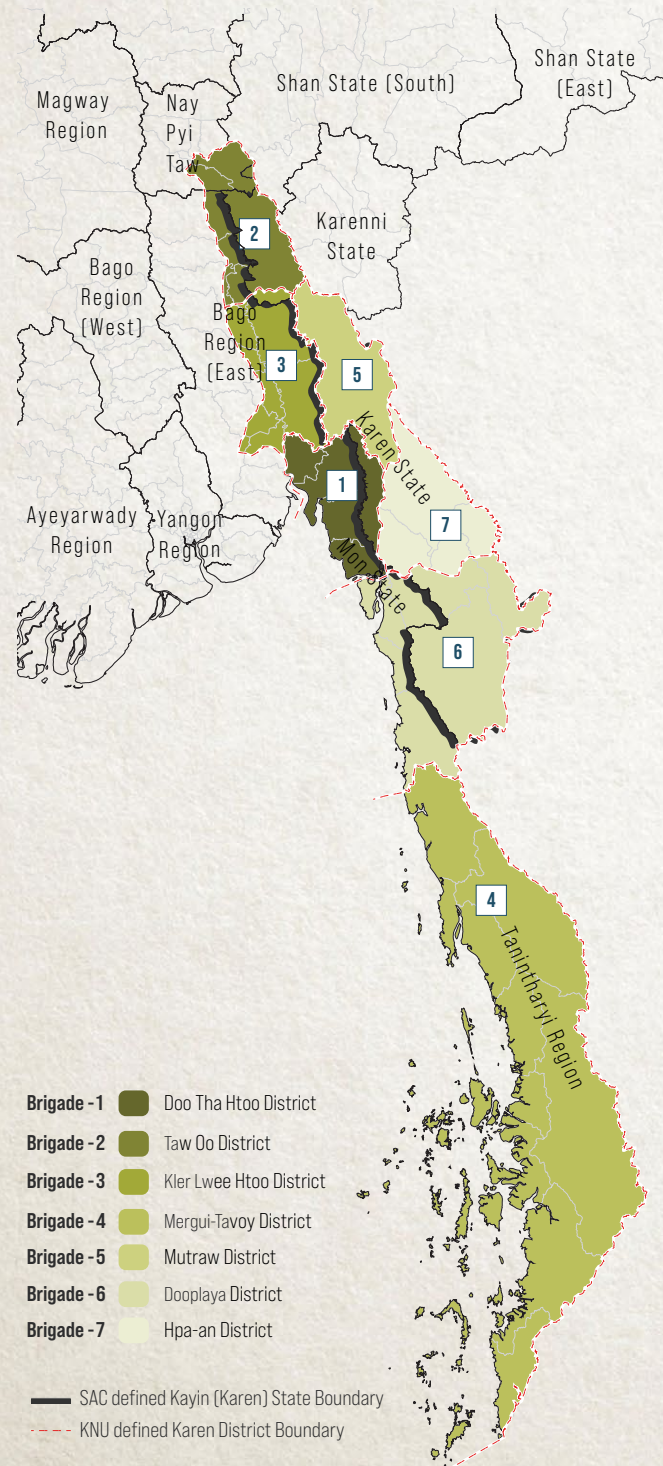 Shan State (South)
Shan State
(East)
Magway
Region
Nay
Pyi
Taw
Karenni
State
2
Bago
Region
(West)
Bago
Region
(East)
3
5
Karen State
1
7
Ayeyarwady
Region
Yangon
Region
Mon State
6
4
Tanintharyi Region
Brigade - 1 Doo Tha Htoo District
Brigade - 2 Taw Oo District
Brigade - 3 Kler Lwee Htoo District
Brigade - 4 Mergui-Tavoy District
Brigade - 5 Mutraw District
Brigade - 6 Dooplaya District
Brigade - 7 Hpa-an District
SAC defined Kayin (Karen) State Boundary
KNU defined Karen District Boundary